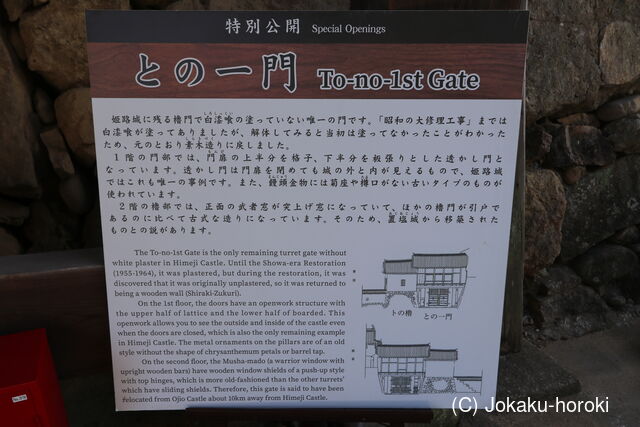 特別公開 Special Openings
との一門 To-no-1st Gate
姫路城に残る櫓門で白漆喰の塗っていない唯一の門です。「昭和の大修理工事」までは
白漆喰が塗ってありましたが、解体してみると当初は塗ってなかったことがわかった
ため、元のとおり素木造りに戻しました。
1階の門部では、門扉の上半分を格子、下半分を板張りとした透かし門と
なっています。透かし門は門扉を閉めても城の外と内が見えるもので、姫路城
ではこれも唯一の事例です。また、饅頭金物には菊座や樽口がない古いタイプのものが
使われています。
2階の櫓部では、正面の武者窓が突上げ窓になっていて、ほかの櫓門が引戸で
あるのに比べて古式な造りになっています。そのため、置塩城から移築された
ものとの説があります。
The To-no-1st Gate is the only remaining turret gate without
white plaster in Himeji Castle. Until the Showa-era Restoration
(1955-1964), it was plastered, but during the restoration, it was
discovered that it was originally unplastered, so it was returned to
being a wooden wall (Shiraki-Zukuri).
On the 1st floor, the doors have an openwork structure with
the upper half of lattice and the lower half of boarded. This
openwork allows you to see the outside and inside of the castle even
when the doors are closed, which is also the only remaining example
in Himeji Castle. The metal ornaments on the pillars are of an old
style without the shape of chrysanthemum petals or barrel tap.
On the second floor, the Musha-mado (a warrior window with
upright wooden bars) have wooden window shields of a push-up style
with top hinges, which is more old-fashioned than the other turrets'
which have sliding shields. Therefore, this gate is said to have been
relocated from Ojio Castle about 10km away from Himeji Castle.
トの櫓 との一門
(C) Jokaku-horoki